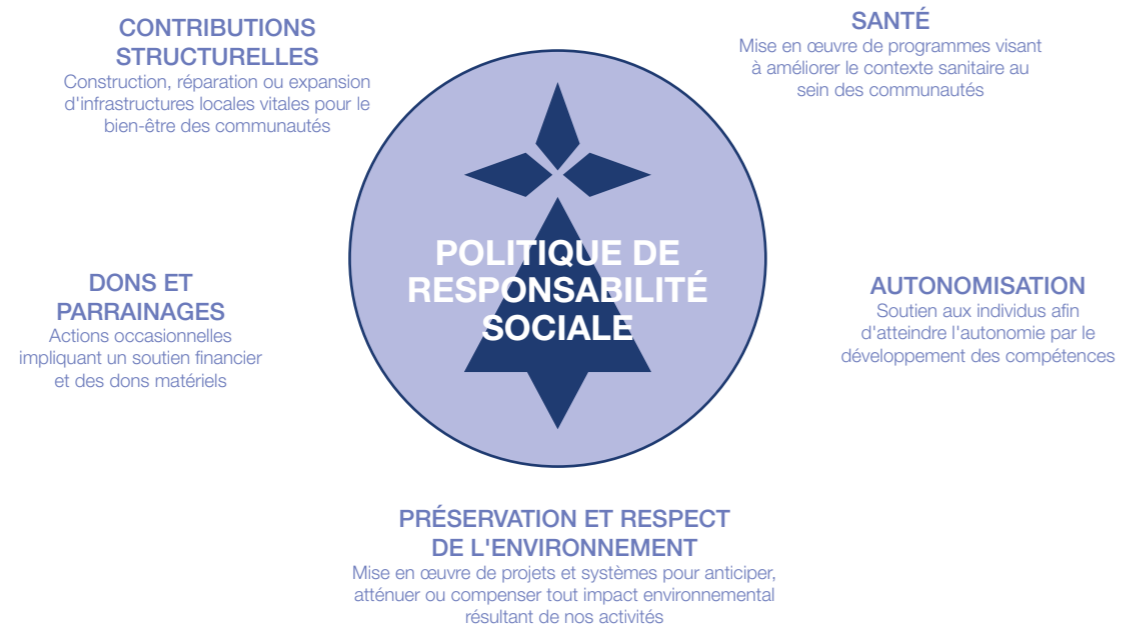 CONTRIBUTIONS
STRUCTURELLES
Construction, réparation ou expansion
d'infrastructures locales vitales pour le
bien-être des communautés
SANTÉ
Mise en œuvre de programmes visant
à améliorer le contexte sanitaire au
sein des communautés
POLITIQUE DE
RESPONSABILITÉ
SOCIALE
DONS ET
PARRAINAGES
Actions occasionnelles
impliquant un soutien financier
et des dons matériels
AUTONOMISATION
Soutien aux individus afin
d'atteindre l'autonomie par le
développement des compétences
PRÉSERVATION ET RESPECT
DE L'ENVIRONNEMENT
Mise en œuvre de projets et systèmes pour anticiper,
atténuer ou compenser tout impact environnemental
résultant de nos activités